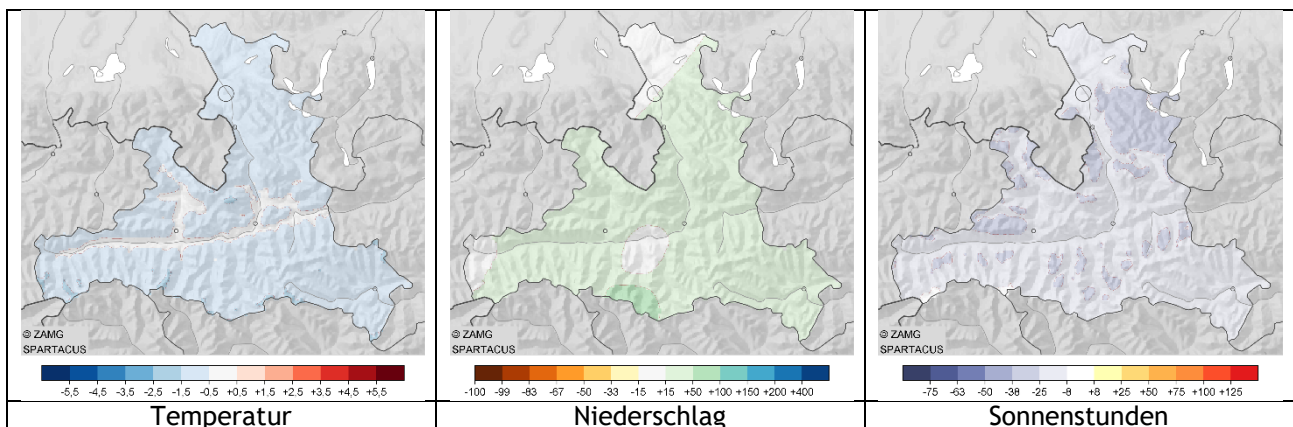 © ZAMG
SPARTACUS
-5,5 -4,5 -3,5 -2,5 -1,5 -0,5 +0,5 +1,5 +2,5 +3,5 +4,5 +5,5
Temperatur
© ZAMG
SPARTACUS
-100 -99 -83 -67 -50 -33 -15 +15 +50 +100 +150 +200 +400
Niederschlag
© ZAMG
SPARTACUS
-75 -63 -50 -38 -25 -8 +8 +25 +50 +75 +100 +125
Sonnenstunden